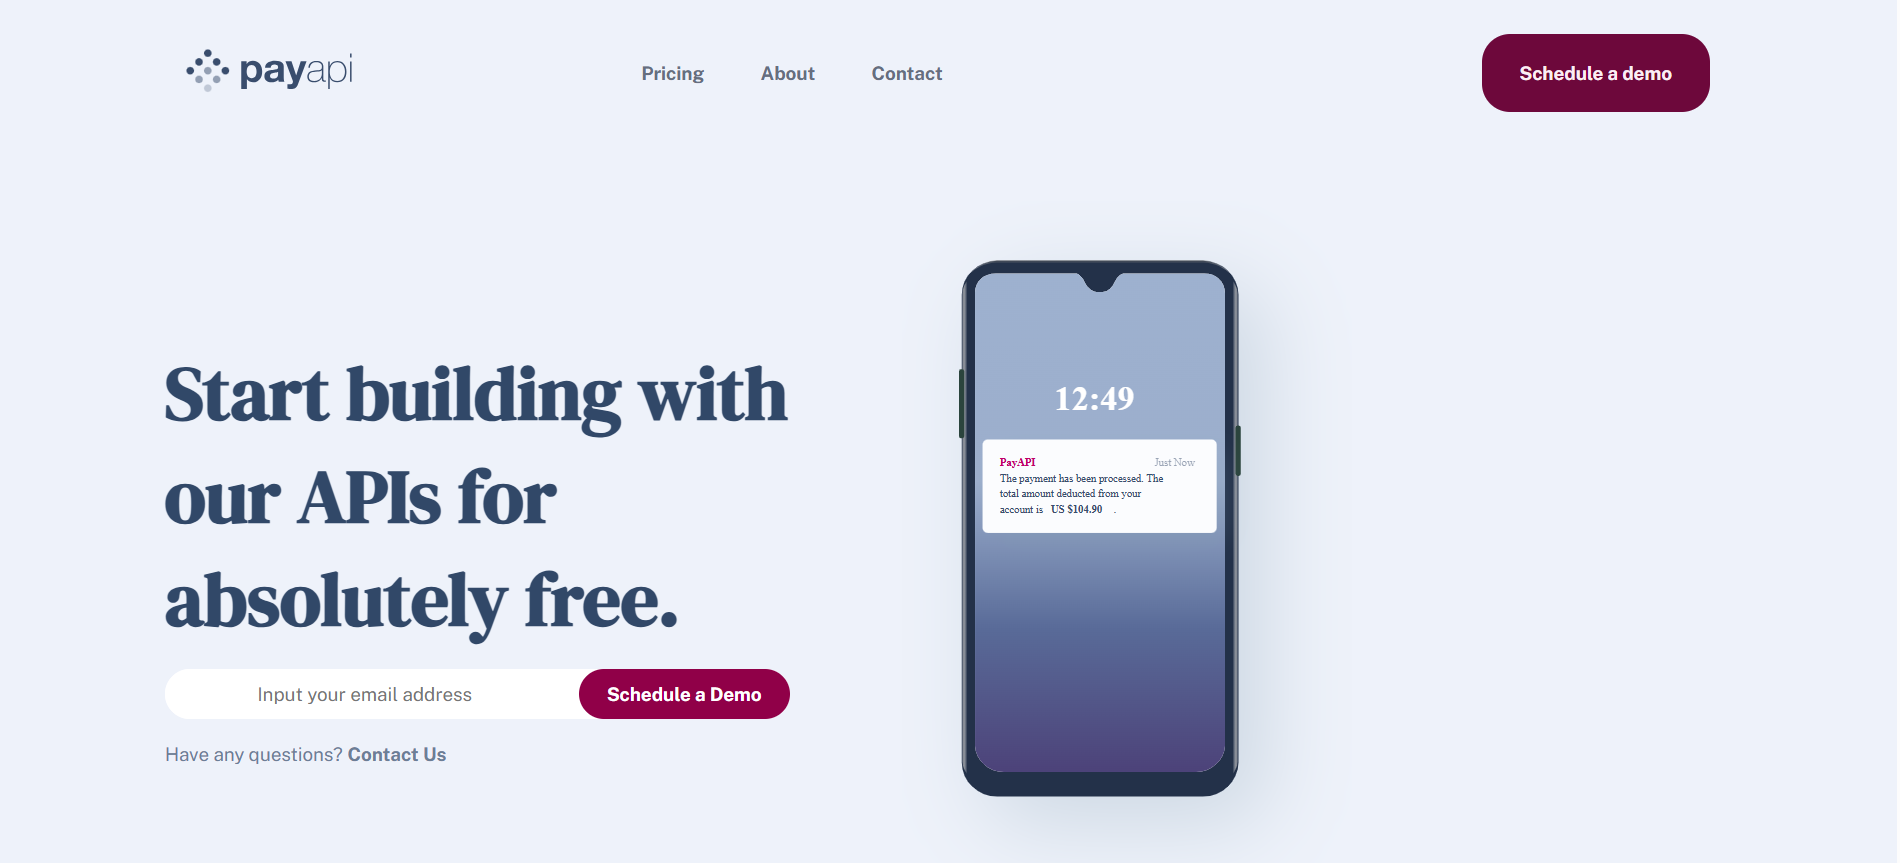 payapi
Pricing
About
Contact
Schedule a demo
Start building with
our APIs for
absolutely free.
Input your email address
Schedule a Demo
Have any questions? Contact Us
12:49
PayAPI
Just Now
The payment has been processed. The
total amount deducted from your
account is US $104.90 .